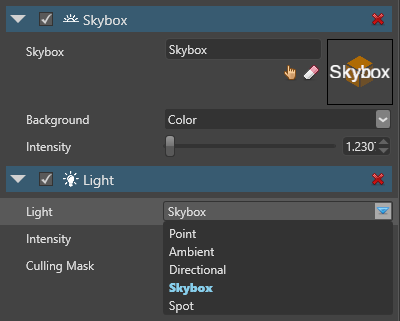 Skybox
Skybox Skybox
Skybox
Background Color
Intensity 1.230
Light
Light Skybox
Intensity Point
Ambient
Culling Mask Directional
Skybox
Spot